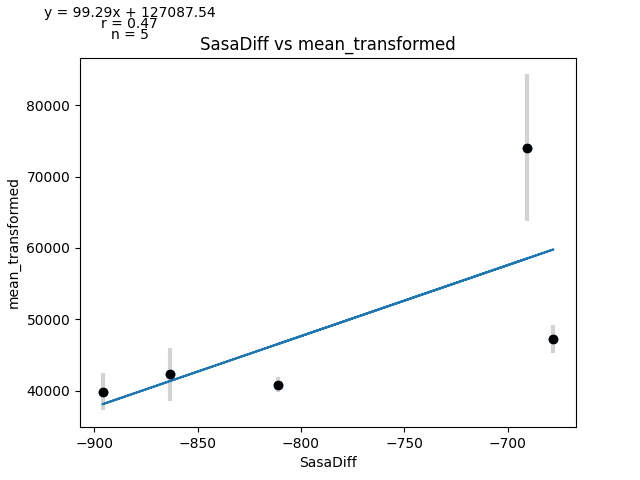 y = 99.29x + 127087.54
r = 0.47
n = 5
SasaDiff vs mean_transformed
80000
70000
60000
50000
40000
mean_transformed
−900
−850
−800
−750
−700
SasaDiff